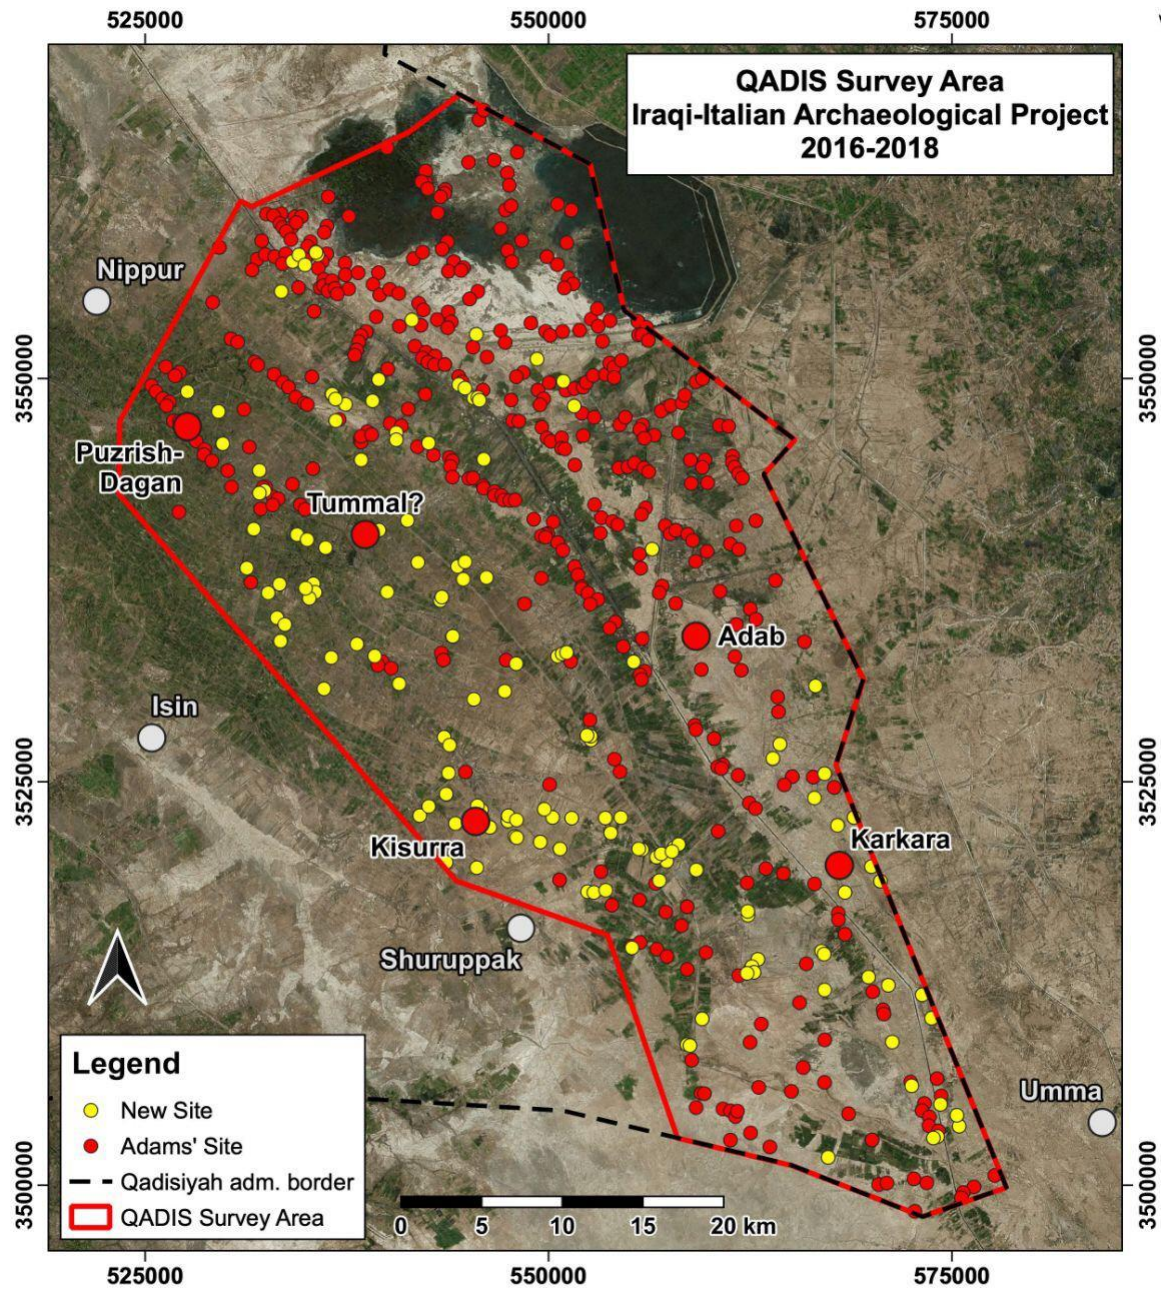 525000
550000
575000
QADIS Survey Area
Iraqi-Italian Archaeological Project
2016-2018
Nippur
3550000
3550000
Puzrish-
Dagan
Tummal?
Adab
Isin
3525000
3525000
Kisurra
Karkara
Shuruppak
Legend
New Site
Adams' Site
Qadisiyah adm. border
QADIS Survey Area
Umma
3500000
3500000
0 5 10 15 20 km
525000
550000
575000